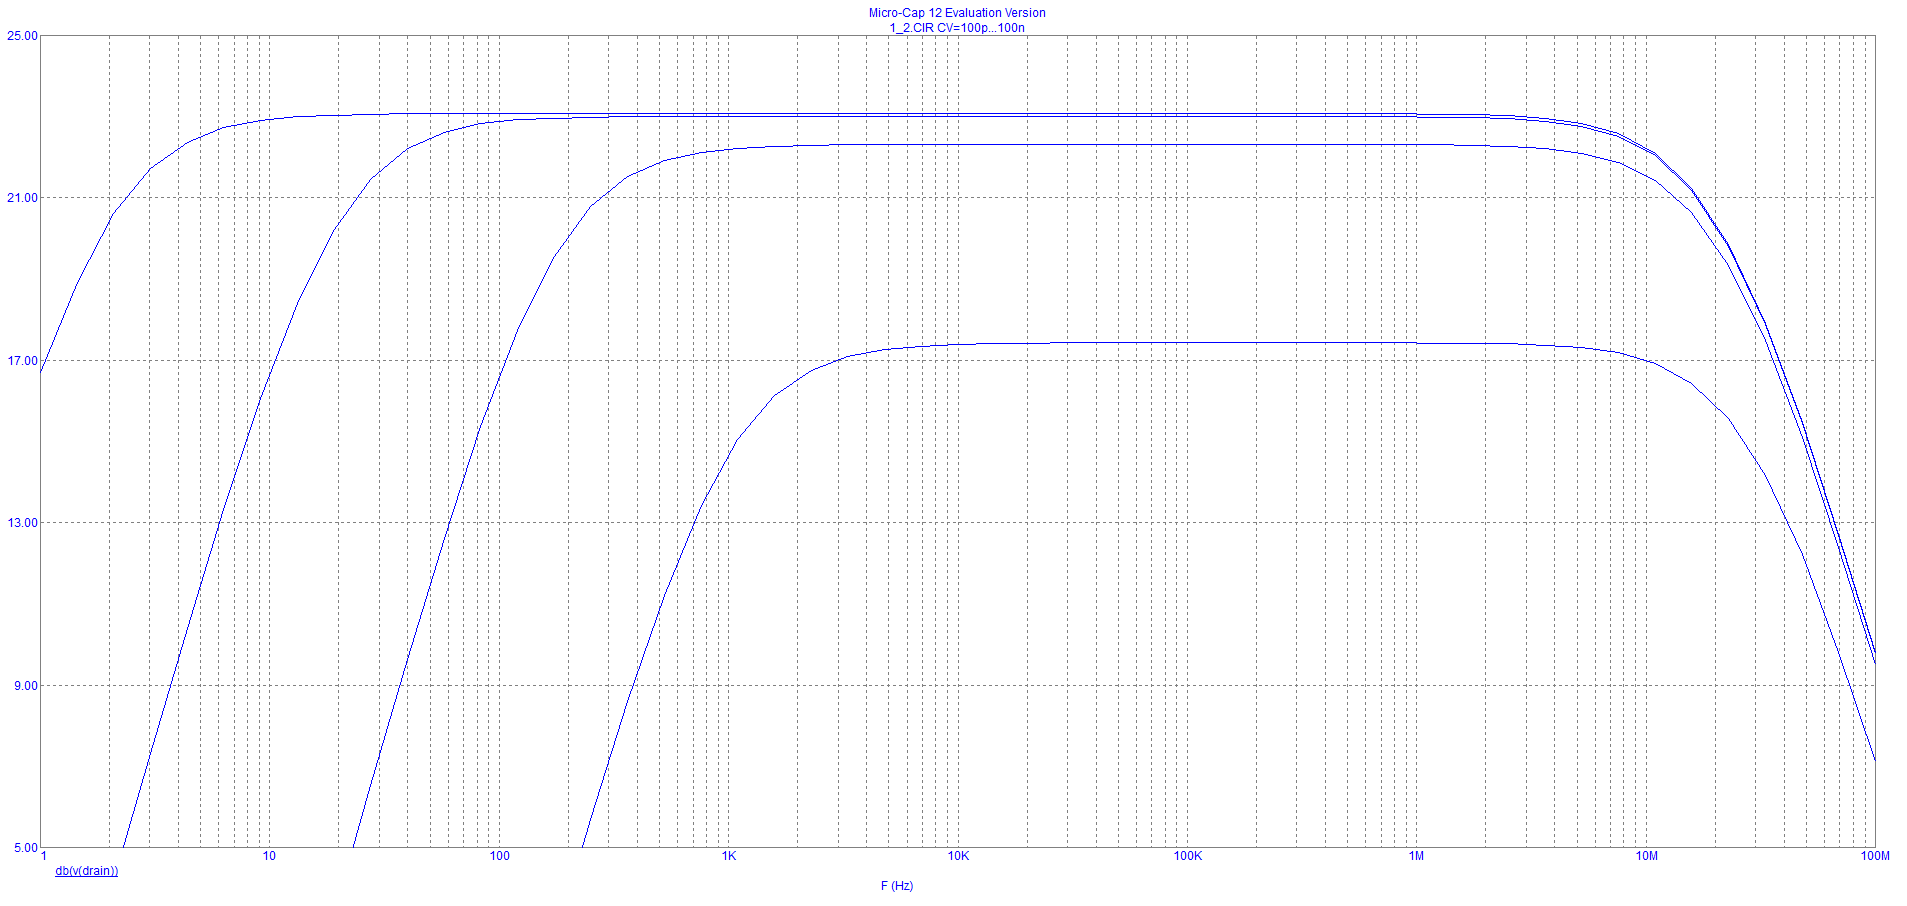 Micro-Cap 12 Evaluation Version
1_2.CIR CV=100p...100n
25.00
21.00
17.00
13.00
9.00
5.00
1 10 100 1K 10K 100K 1M 10M 100M
db(v(drain))
F (Hz)